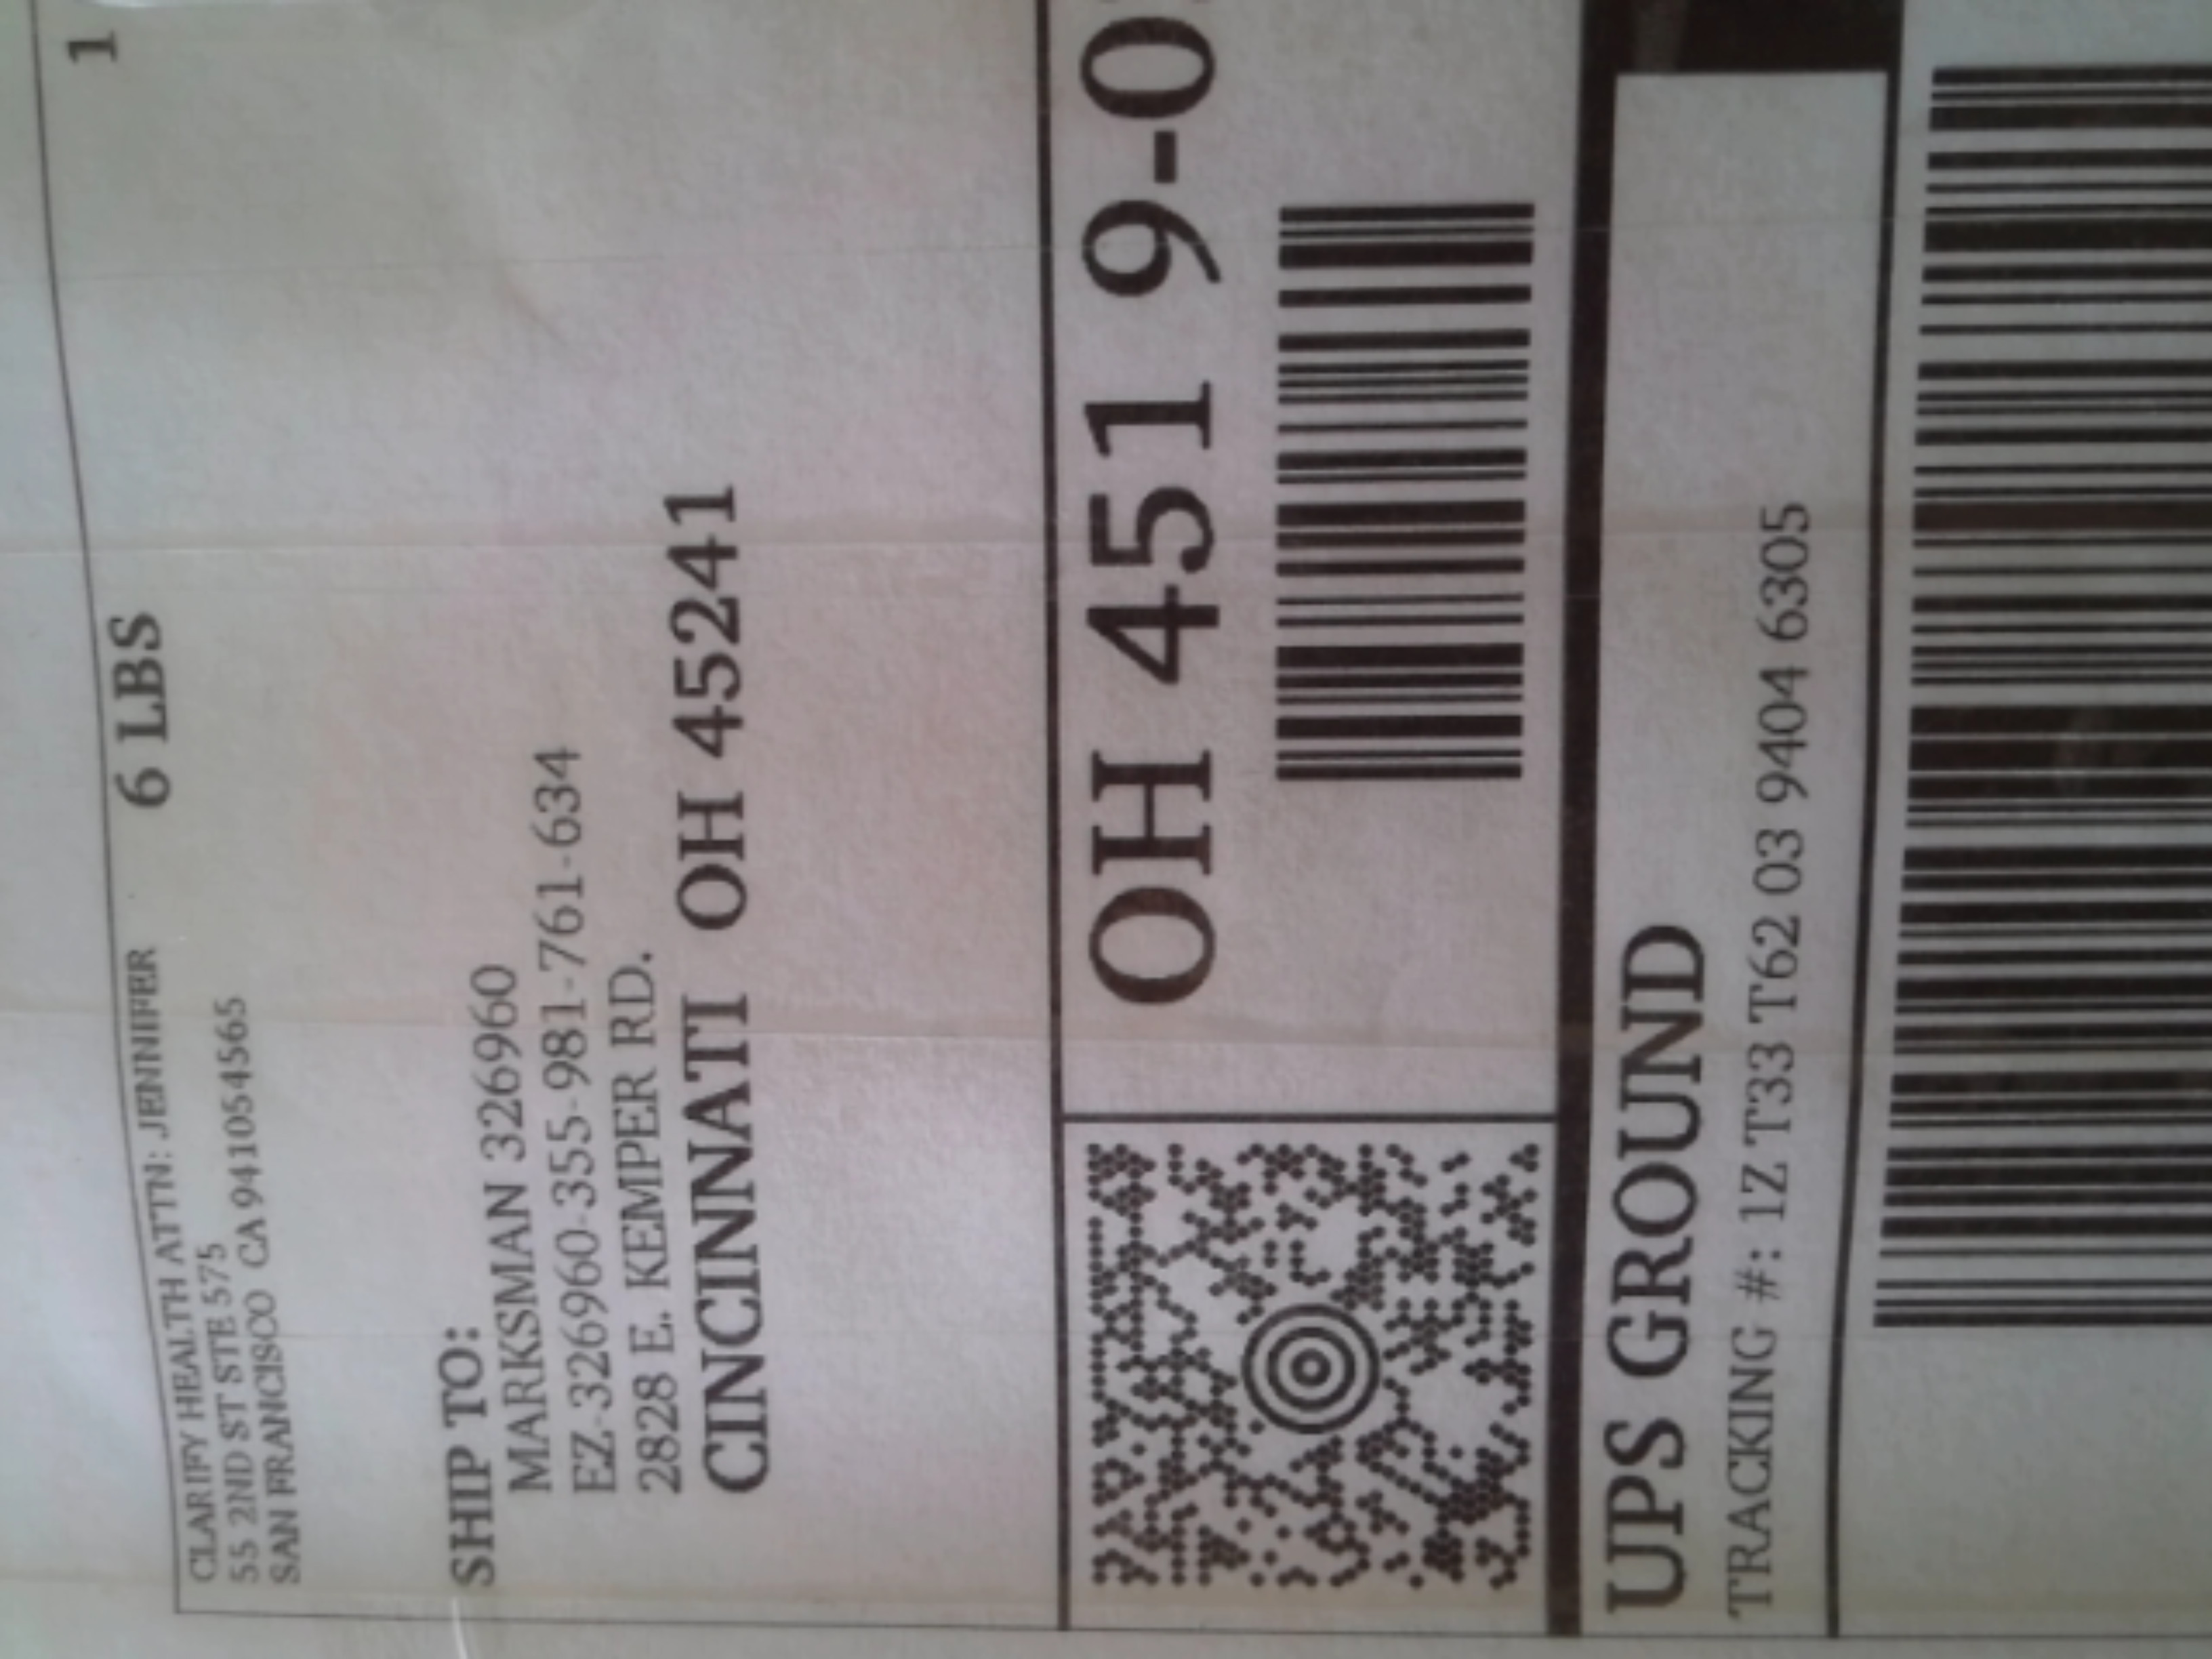 CLARIFY HEALTH ATTN: JENNIFER 6 LBS 1
55 2ND ST STE 575
SAN FRANCISCO CA 941054565
SHIP TO:
MARKSMAN 326960
EZ-326960-355-981-761-634
2828 E. KEMPER RD.
CINCINNATI OH 45241
OH 451 9-0
UPS GROUND
TRACKING #: 1Z T33 T62 03 9404 6305